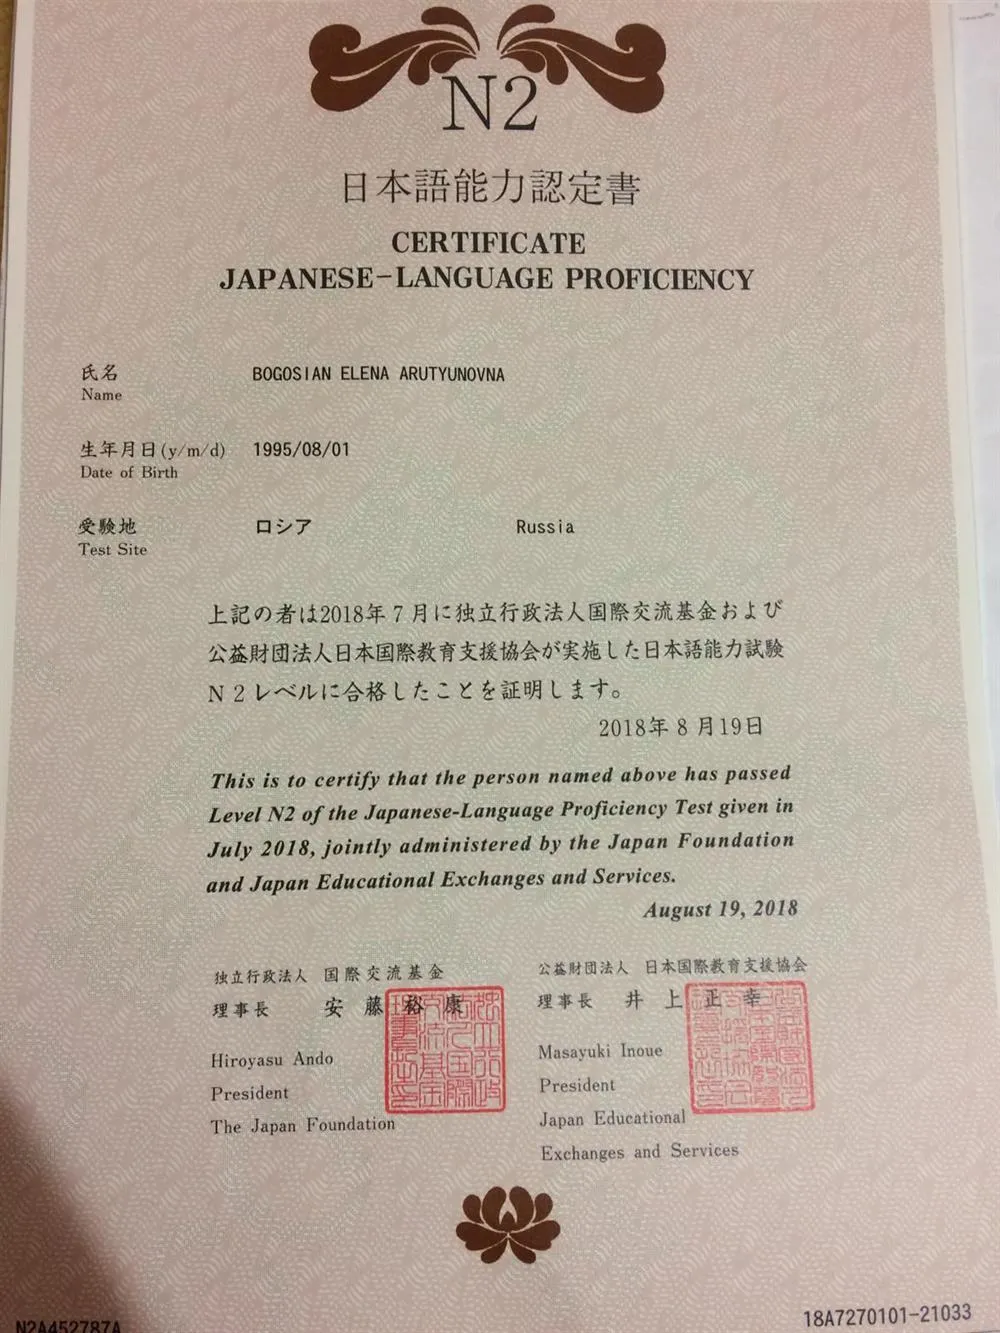 N2
日本語能力認定書
CERTIFICATE
JAPANESE-LANGUAGE PROFICIENCY
氏名 BOGOSIAN ELENA ARUTYUNOVNA
Name
生年月日(y/m/d) 1995/08/01
Date of Birth
受験地 ロシア Russia
Test Site
上記の者は2018年7月に独立行政法人国際交流基金および
公益財団法人日本国際教育支援協会が実施した日本語能力試験
N2レベルに合格したことを証明します。
2018年8月19日
This is to certify that the person named above has passed
Level N2 of the Japanese-Language Proficiency Test given in
July 2018, jointly administered by the Japan Foundation
and Japan Educational Exchanges and Services.
August 19, 2018
独立行政法人 国際交流基金
理事長 安藤裕康
Hiroyasu Ando
President
The Japan Foundation
公益財団法人 日本国際教育支援協会
理事長 井上正幸
Masayuki Inoue
President
Japan Educational
Exchanges and Services
N2A452787A
18A7270101-21033